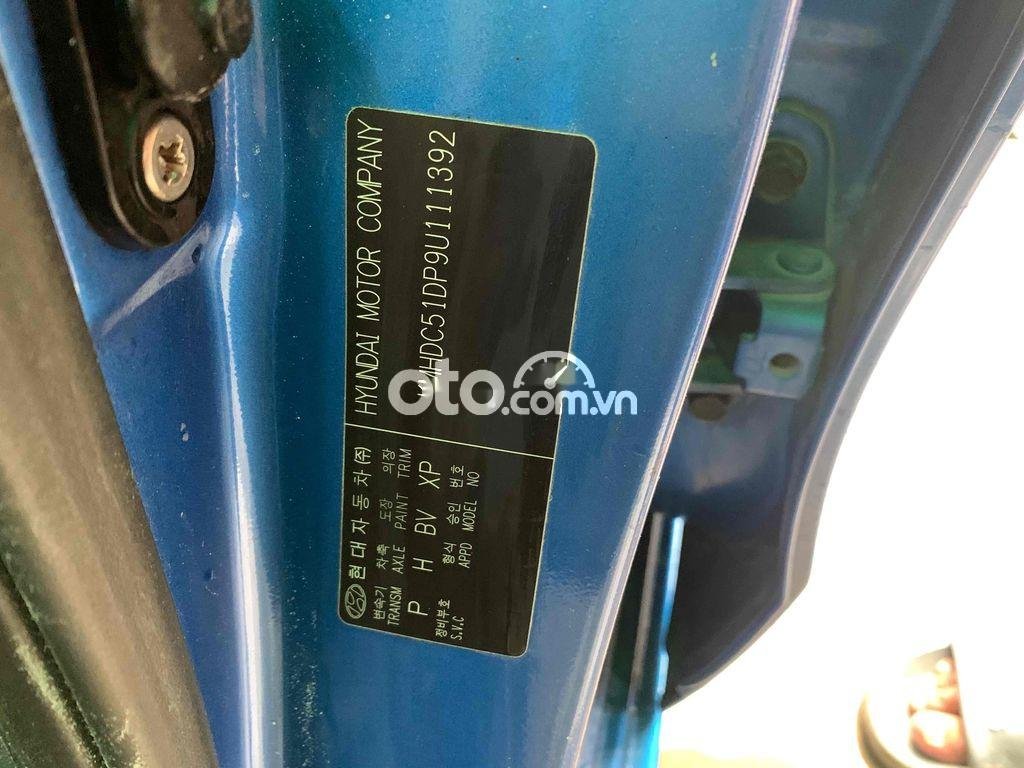 현대자동차(주) HYUNDAI MOTOR COMPANY
변속기 차축 도장 의장
TRANSM AXLE PAINT TRIM
P H BV XP
MHDC51DP9U111392
정비부호 형식 승인 번호
S.V.C APPD MODEL NO
oto.com.vn